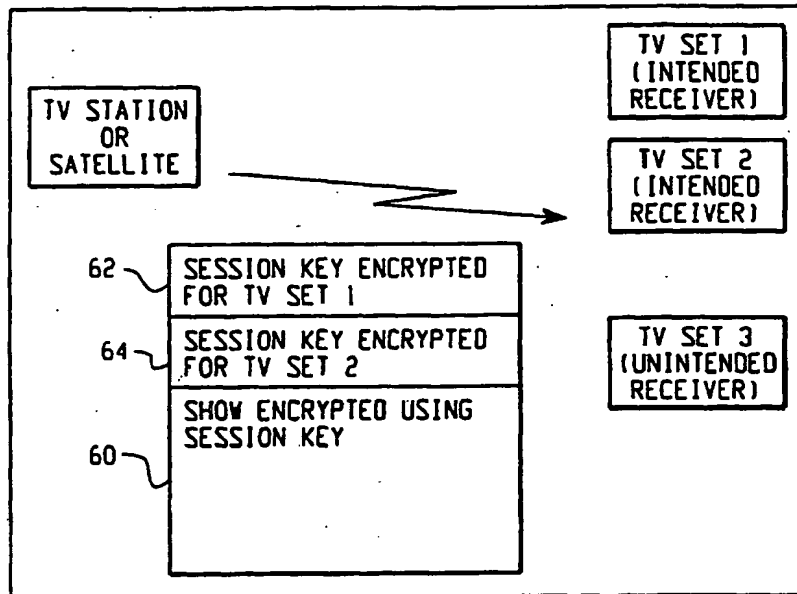 TV STATION
OR
SATELLITE
TV SET 1
(INTENDED
RECEIVER)
TV SET 2
(INTENDED
RECEIVER)
TV SET 3
(UNINTENDED
RECEIVER)
62
SESSION KEY ENCRYPTED
FOR TV SET 1
64
SESSION KEY ENCRYPTED
FOR TV SET 2
60
SHOW ENCRYPTED USING
SESSION KEY